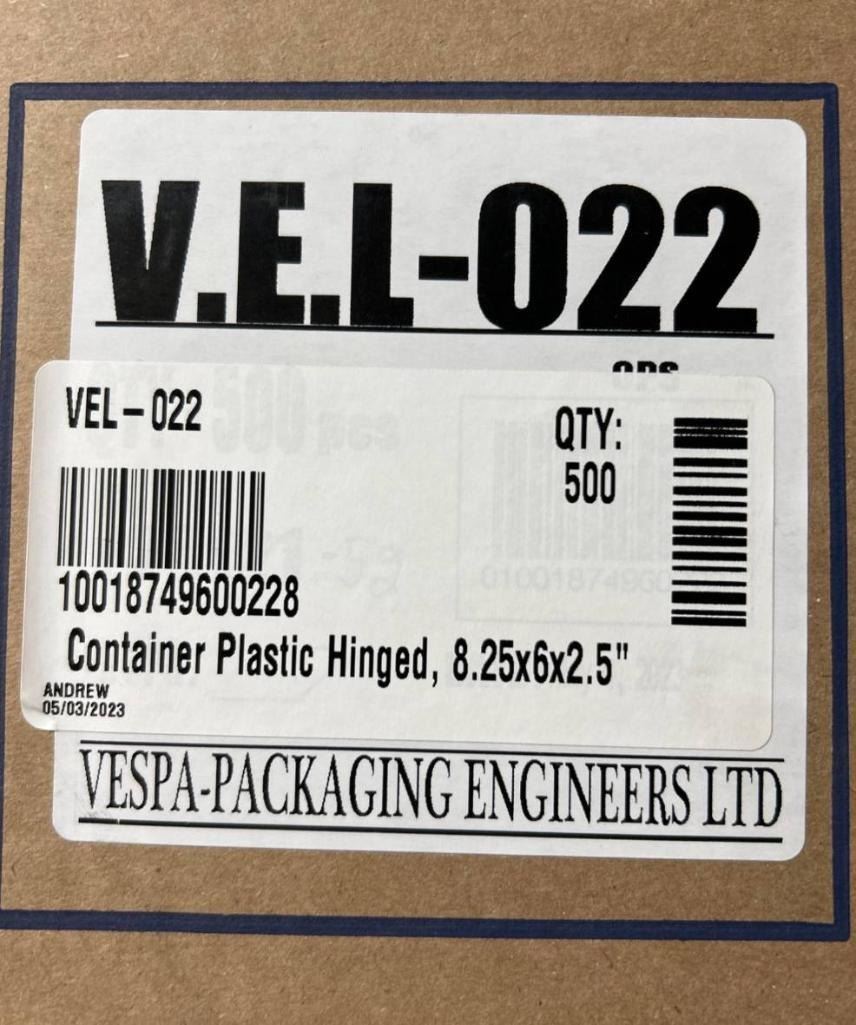 V.E.L-022
VEL-022
QTY:
500
10018749600228
Container Plastic Hinged, 8.25x6x2.5"
ANDREW
05/03/2023
VESPA-PACKAGING ENGINEERS LTD